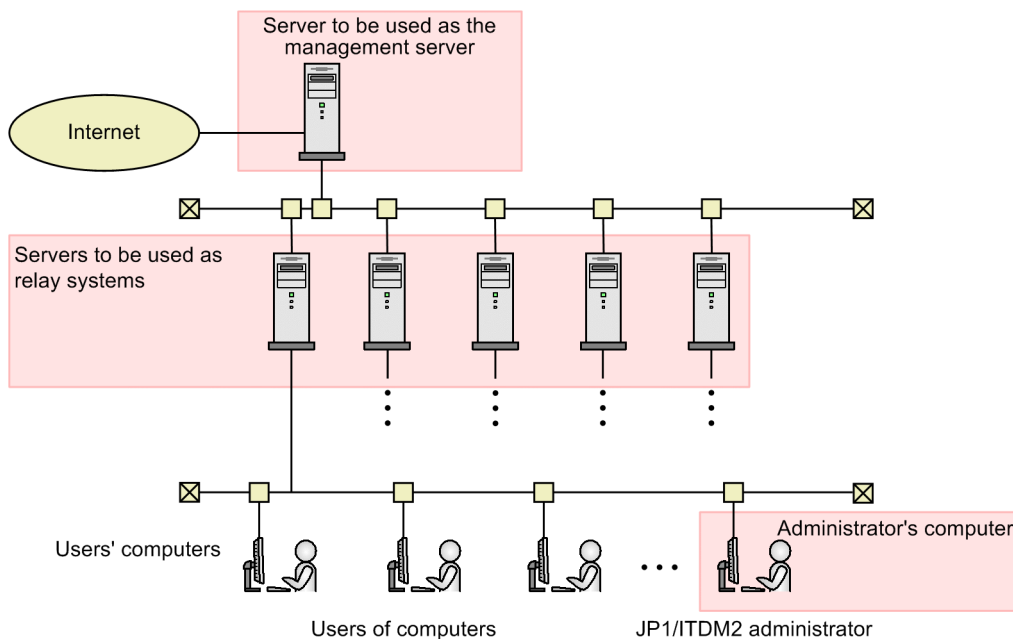 Server to be used as the
management server
Internet
Servers to be used as
relay systems
Administrator's computer
Users' computers
Users of computers
JP1/ITDM2 administrator